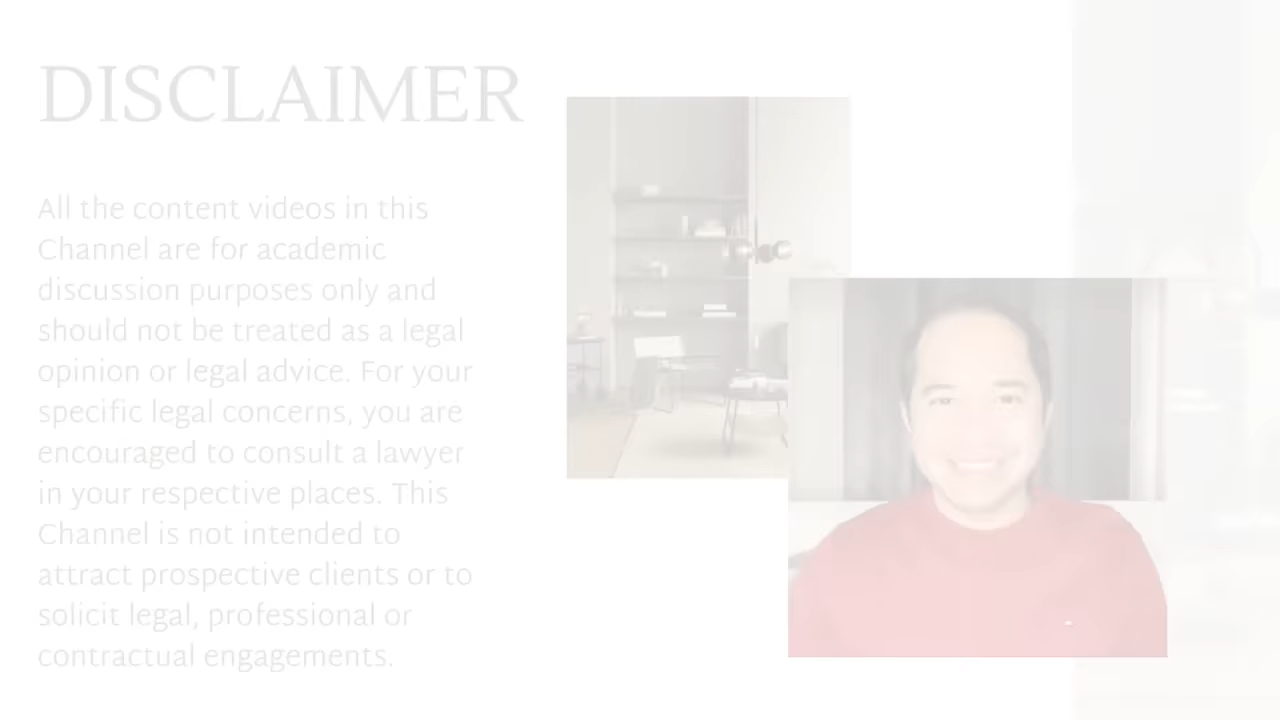 DISCLAIMER
All the content videos in this
Channel are for academic
discussion purposes only and
should not be treated as a legal
opinion or legal advice. For your
specific legal concerns, you are
encouraged to consult a lawyer
in your respective places. This
Channel is not intended to
attract prospective clients or to
solicit legal, professional or
contractual engagements.